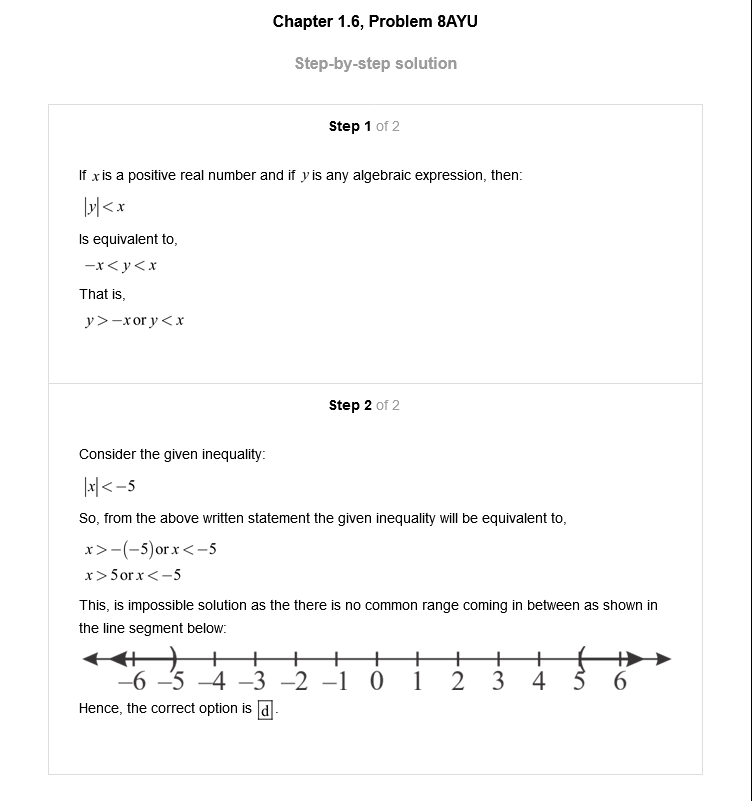 Chapter 1.6, Problem 8AYU
Step-by-step solution
Step 1 of 2
If x is a positive real number and if y is any algebraic expression, then:
|y| < x
Is equivalent to,
−x < y < x
That is,
y > −x or y < x
Step 2 of 2
Consider the given inequality:
|x| < −5
So, from the above written statement the given inequality will be equivalent to,
x > −(−5) or x < −5
x > 5 or x < −5
This, is impossible solution as the there is no common range coming in between as shown in
the line segment below:
−6 −5 −4 −3 −2 −1 0 1 2 3 4 5 6
Hence, the correct option is d.